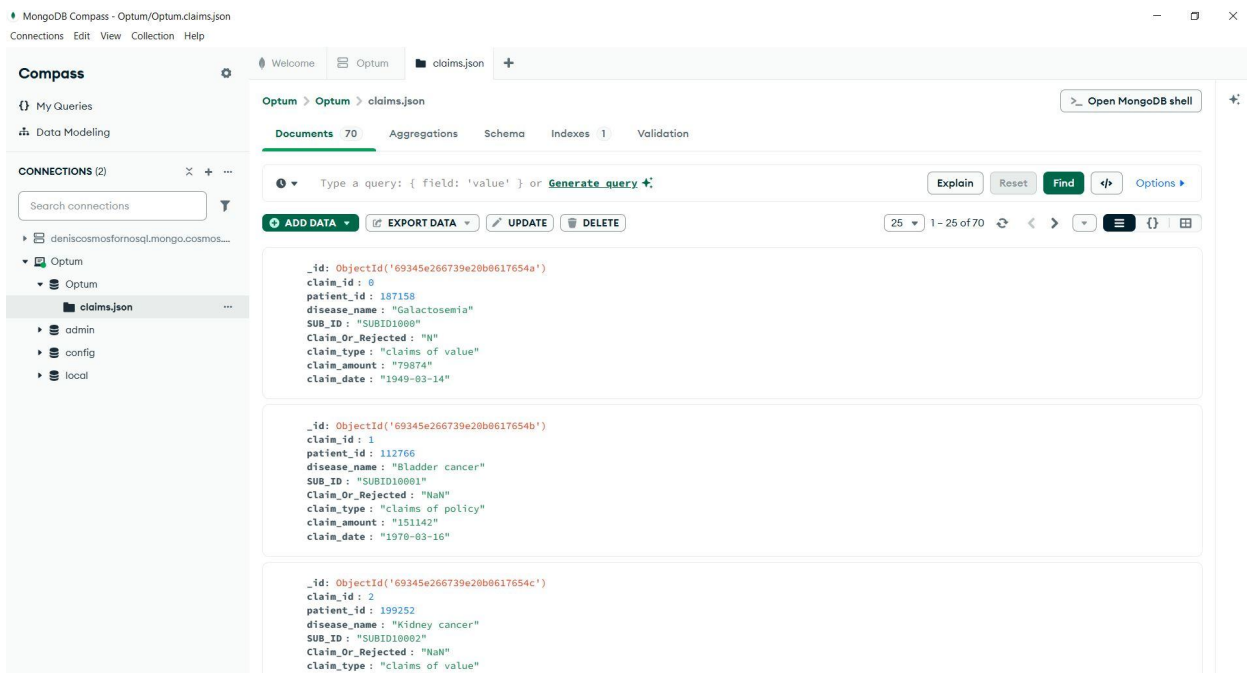 MongoDB Compass - Optum/Optum.claims.json
Connections Edit View Collection Help
Compass
{} My Queries
Data Modeling
CONNECTIONS (2)
Search connections
deniscosmosfornosql.mongo.cosmos....
Optum
Optum
claims.json
admin
config
local
Welcome
Optum
claims.json
Optum > Optum > claims.json
>_ Open MongoDB shell
Documents 70 Aggregations Schema Indexes 1 Validation
Type a query: { field: 'value' } or Generate query
Explain Reset Find </> Options
ADD DATA EXPORT DATA UPDATE DELETE
25 1 – 25 of 70 {}
_id: ObjectId('69345e266739e20b0617654a')
claim_id : 0
patient_id : 187158
disease_name : "Galactosemia"
SUB_ID : "SUBID1000"
Claim_Or_Rejected : "N"
claim_type : "claims of value"
claim_amount : "79874"
claim_date : "1949-03-14"
_id: ObjectId('69345e266739e20b0617654b')
claim_id : 1
patient_id : 112766
disease_name : "Bladder cancer"
SUB_ID : "SUBID10001"
Claim_Or_Rejected : "NaN"
claim_type : "claims of policy"
claim_amount : "151142"
claim_date : "1970-03-16"
_id: ObjectId('69345e266739e20b0617654c')
claim_id : 2
patient_id : 199252
disease_name : "Kidney cancer"
SUB_ID : "SUBID10002"
Claim_Or_Rejected : "NaN"
claim_type : "claims of value"